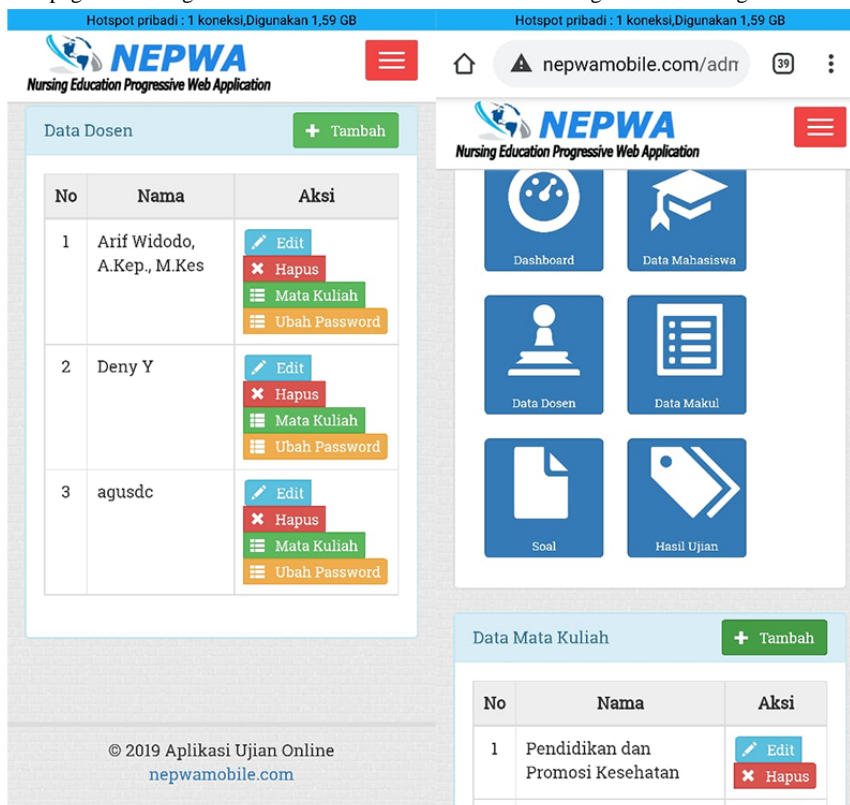 Hotspot pribadi : 1 koneksi,Digunakan 1,59 GB
NEPWA
Nursing Education Progressive Web Application
Data Dosen
Tambah
No Nama Aksi
1 Arif Widodo, A.Kep., M.Kes
Edit
Hapus
Mata Kuliah
Ubah Password
2 Deny Y
Edit
Hapus
Mata Kuliah
Ubah Password
3 agusdc
Edit
Hapus
Mata Kuliah
Ubah Password
© 2019 Aplikasi Ujian Online
nepwamobile.com
Hotspot pribadi : 1 koneksi,Digunakan 1,59 GB
nepwamobile.com/adm 39
NEPWA
Nursing Education Progressive Web Application
Dashboard
Data Mahasiswa
Data Dosen
Data Makul
Soal
Hasil Ujian
Data Mata Kuliah
Tambah
No Nama Aksi
1 Pendidikan dan
Promosi Kesehatan
Edit
Hapus